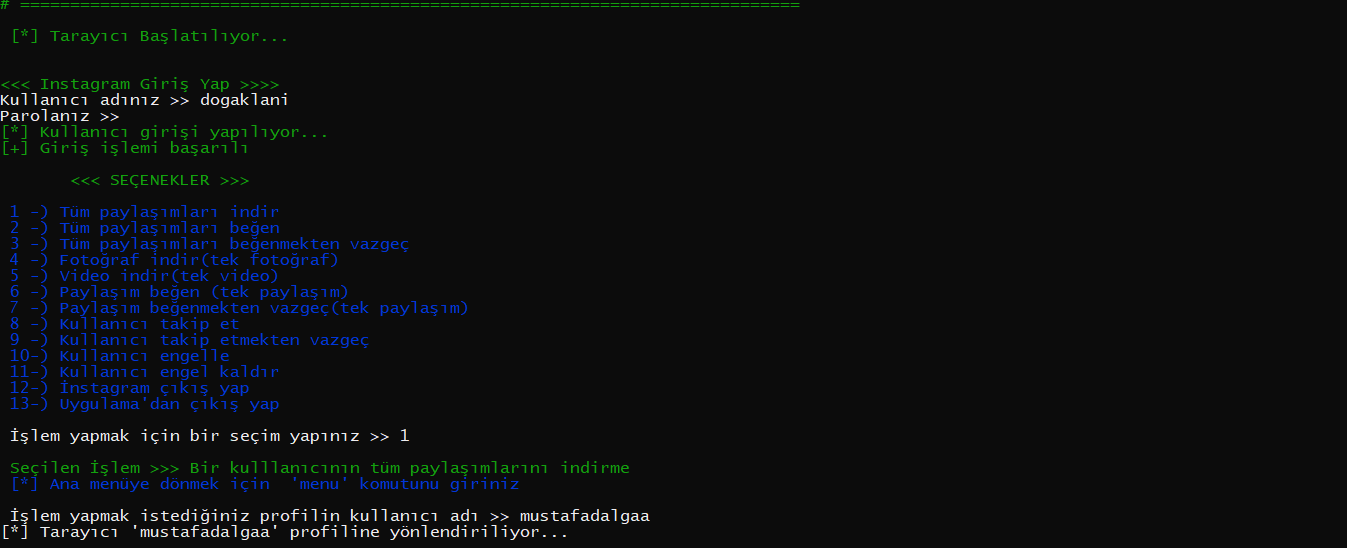 # ==============================================================================
[*] Tarayıcı Başlatılıyor...
<<< Instagram Giriş Yap >>>>
Kullanıcı adınız >> dogaklani
Parolanız >>
[*] Kullanıcı girişi yapılıyor...
[+] Giriş işlemi başarılı
<<< SEÇENEKLER >>>
1 -) Tüm paylaşımları indir
2 -) Tüm paylaşımları beğen
3 -) Tüm paylaşımları beğenmekten vazgeç
4 -) Fotoğraf indir(tek fotoğraf)
5 -) Video indir(tek video)
6 -) Paylaşım beğen (tek paylaşım)
7 -) Paylaşım beğenmekten vazgeç(tek paylaşım)
8 -) Kullanıcı takip et
9 -) Kullanıcı takip etmekten vazgeç
10-) Kullanıcı engelle
11-) Kullanıcı engel kaldır
12-) İnstagram çıkış yap
13-) Uygulama'dan çıkış yap
İşlem yapmak için bir seçim yapınız >> 1
Seçilen İşlem >>> Bir kulllanıcının tüm paylaşımlarını indirme
[*] Ana menüye dönmek için  'menu' komutunu giriniz
İşlem yapmak istediğiniz profilin kullanıcı adı >> mustafadalgaa
[*] Tarayıcı 'mustafadalgaa' profiline yönlendiriliyor...